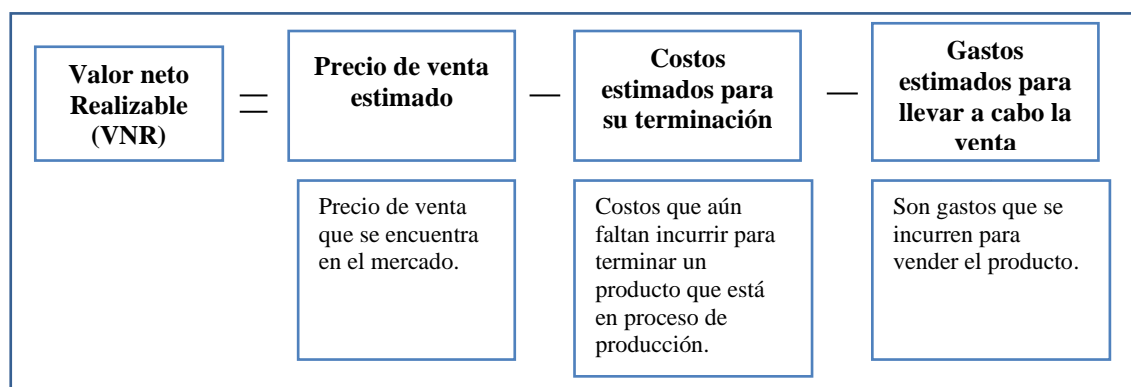 Valor neto
Realizable
(VNR)
=
Precio de venta
estimado
—
Costos
estimados para
su terminación
—
Gastos
estimados para
llevar a cabo la
venta
Precio de venta
que se encuentra
en el mercado.
Costos que aún
faltan incurrir para
terminar un
producto que está
en proceso de
producción.
Son gastos que se
incurren para
vender el producto.